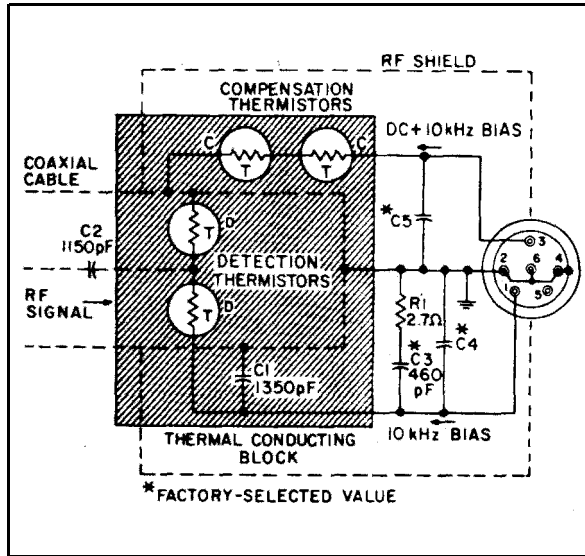 RF SHIELD
COMPENSATION
THERMISTORS
DC+10kHz BIAS
C
C
T
T
COAXIAL
CABLE
*C5
3
D
C2
1150pF
T
DETECTION
THERMISTORS
2
6
4
D
1
5
RF
SIGNAL
T
R1
2.7Ω
*
C4
*
C3
460
pF
C1
1350pF
THERMAL CONDUCTING
BLOCK
10 kHz BIAS
*FACTORY-SELECTED VALUE